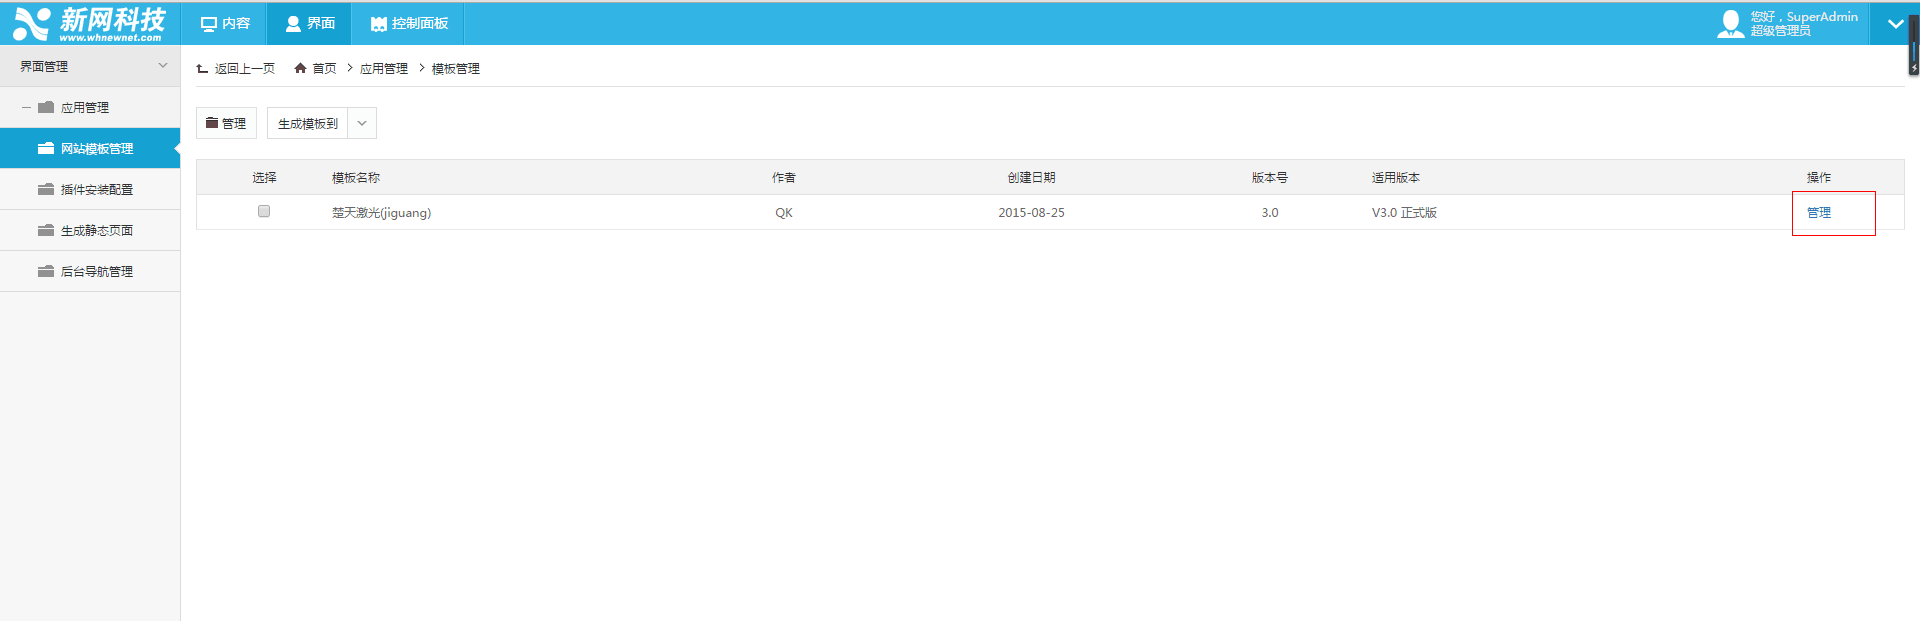 新网科技
www.whnewnet.com
内容
界面
控制面板
您好，SuperAdmin
超级管理员
界面管理
应用管理
网站模板管理
插件安装配置
生成静态页面
后台导航管理
返回上一页 首页 > 应用管理 > 模板管理
管理 生成模板到
选择 模板名称 作者 创建日期 版本号 适用版本 操作
楚天激光(jiguang) QK 2015-08-25 3.0 V3.0 正式版 管理